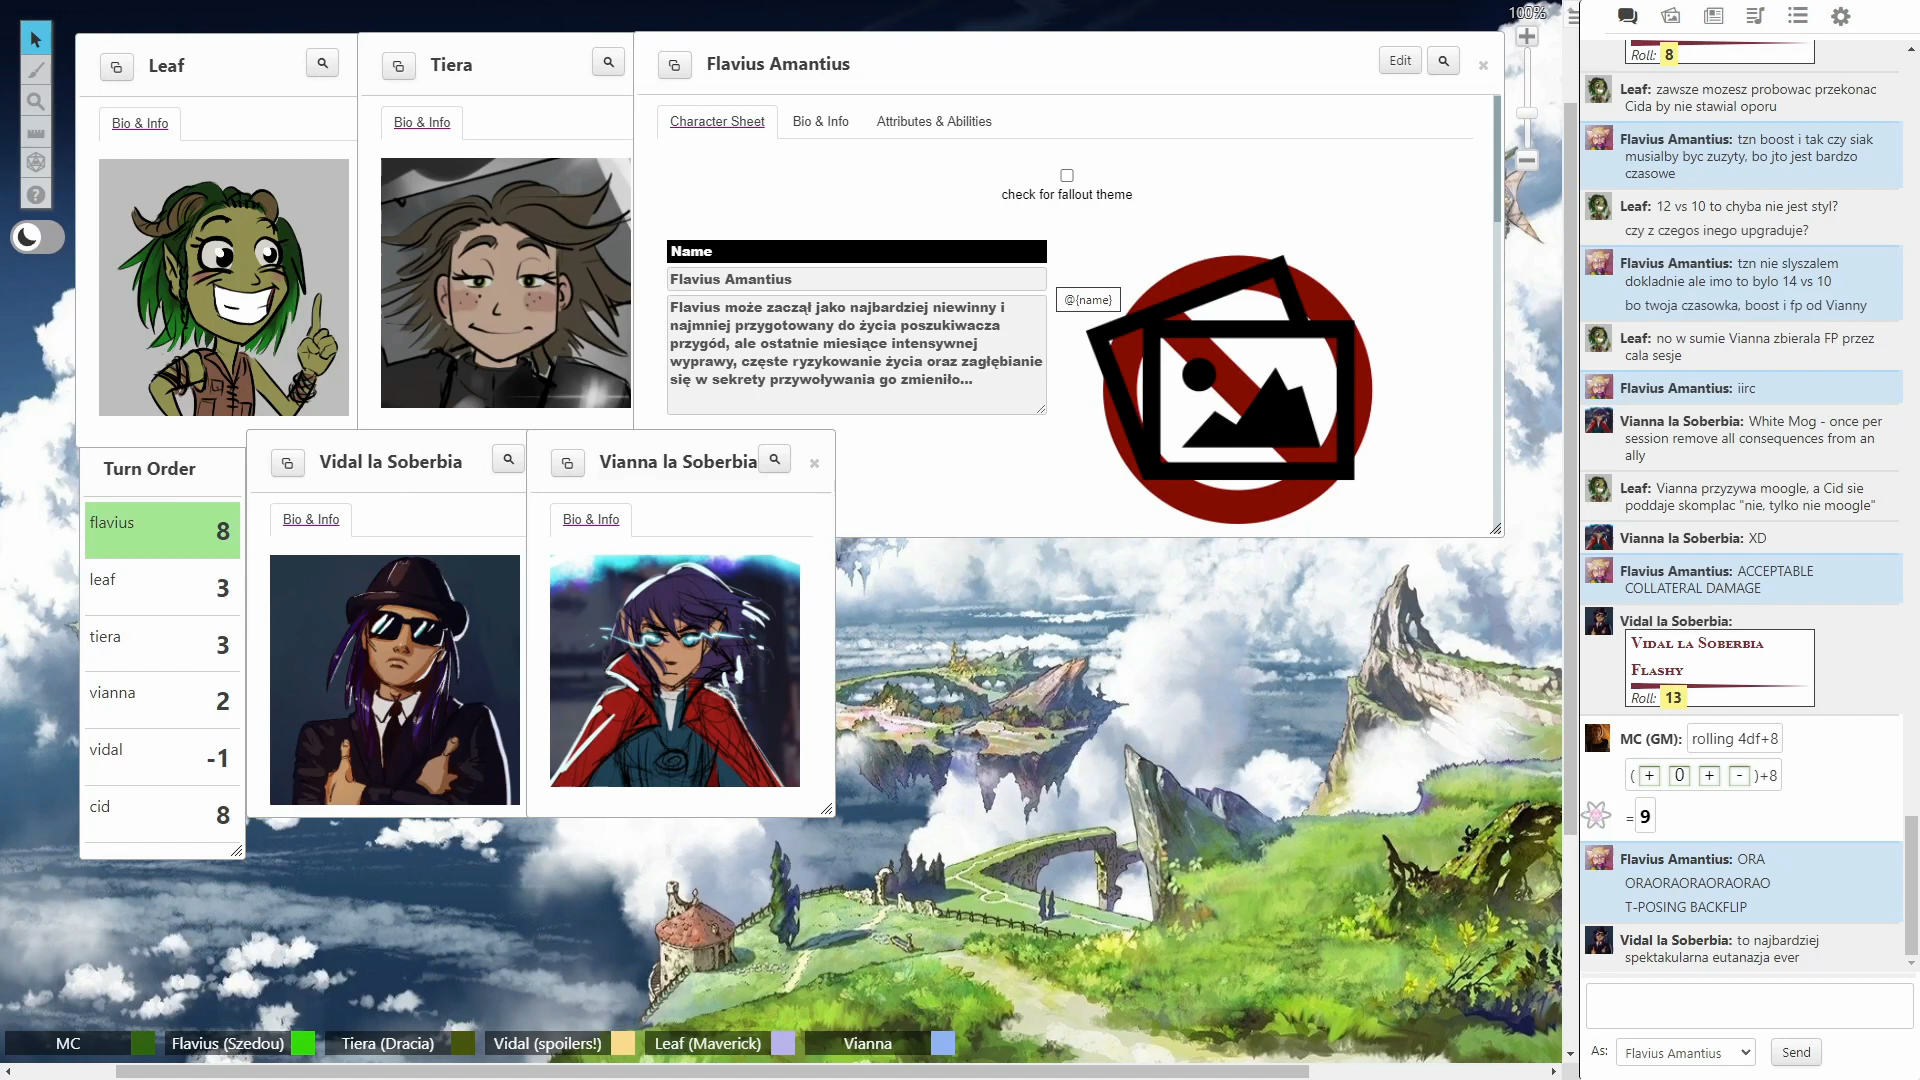 100%
Leaf
Bio & Info
Tiera
Bio & Info
Flavius Amantius
Edit
Character Sheet
Bio & Info
Attributes & Abilities
check for fallout theme
Name
Flavius Amantius
@{name}
Flavius może zaczął jako najbardziej niewinny i
najmniej przygotowany do życia poszukiwacza
przygód, ale ostatnie miesiące intensywnej
wyprawy, częste ryzykowanie życia oraz zagłębianie
się w sekrety przywoływania go zmieniło...
Turn Order
flavius 8
leaf 3
tiera 3
vianna 2
vidal -1
cid 8
Vidal la Soberbia
Bio & Info
Vianna la Soberbia
Bio & Info
MC
Flavius (Szedou)
Tiera (Dracia)
Vidal (spoilers!)
Leaf (Maverick)
Vianna
Roll: 8
Leaf: zawsze mozesz probowac przekonac
Cida by nie stawial oporu
Flavius Amantius: tzn boost i tak czy siak
musialby byc zuzyty, bo jto jest bardzo
czasowe
Leaf: 12 vs 10 to chyba nie jest styl?
czy z czegos inego upgraduje?
Flavius Amantius: tzn nie slyszalem
dokladnie ale imo to bylo 14 vs 10
bo twoja czasowka, boost i fp od Vianny
Leaf: no w sumie Vianna zbierala FP przez
cala sesje
Flavius Amantius: iirc
Vianna la Soberbia: White Mog - once per
session remove all consequences from an
ally
Leaf: Vianna przyzywa moogle, a Cid sie
poddaje skomplac "nie, tylko nie moogle"
Vianna la Soberbia: XD
Flavius Amantius: ACCEPTABLE
COLLATERAL DAMAGE
Vidal la Soberbia:
Vidal la Soberbia
Flashy
Roll: 13
MC (GM): rolling 4df+8
( + 0 + - )+8
= 9
Flavius Amantius: ORA
ORAORAORAORAORAO
T-POSING BACKFLIP
Vidal la Soberbia: to najbardziej
spektakularna eutanazja ever
As: Flavius Amantius
Send